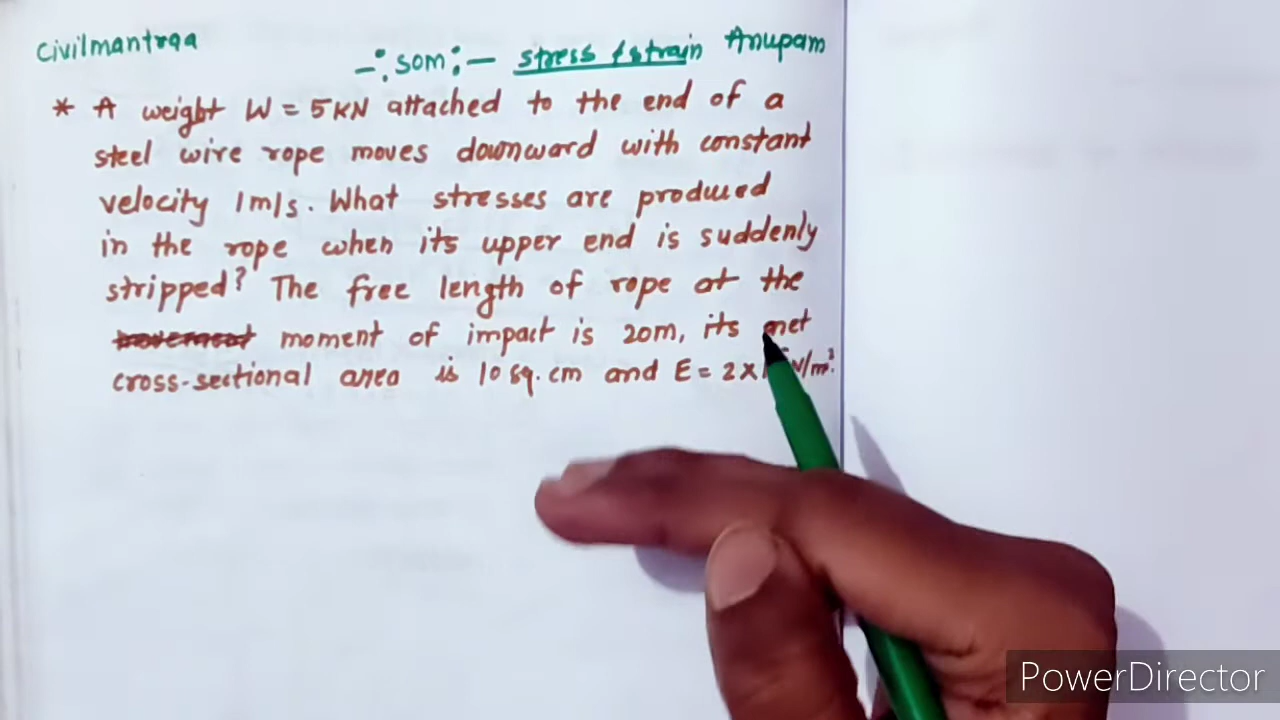 Civilmantraa
-:som:- stress & strain Anupam
* A weight W = 5KN attached to the end of a
steel wire rope moves downward with constant
velocity 1m/s. What stresses are produced
in the rope when its upper end is suddenly
stripped? The free length of rope at the
moment of impact is 20m, its net
cross-sectional area is 10 sq. cm and E = 2×
PowerDirector